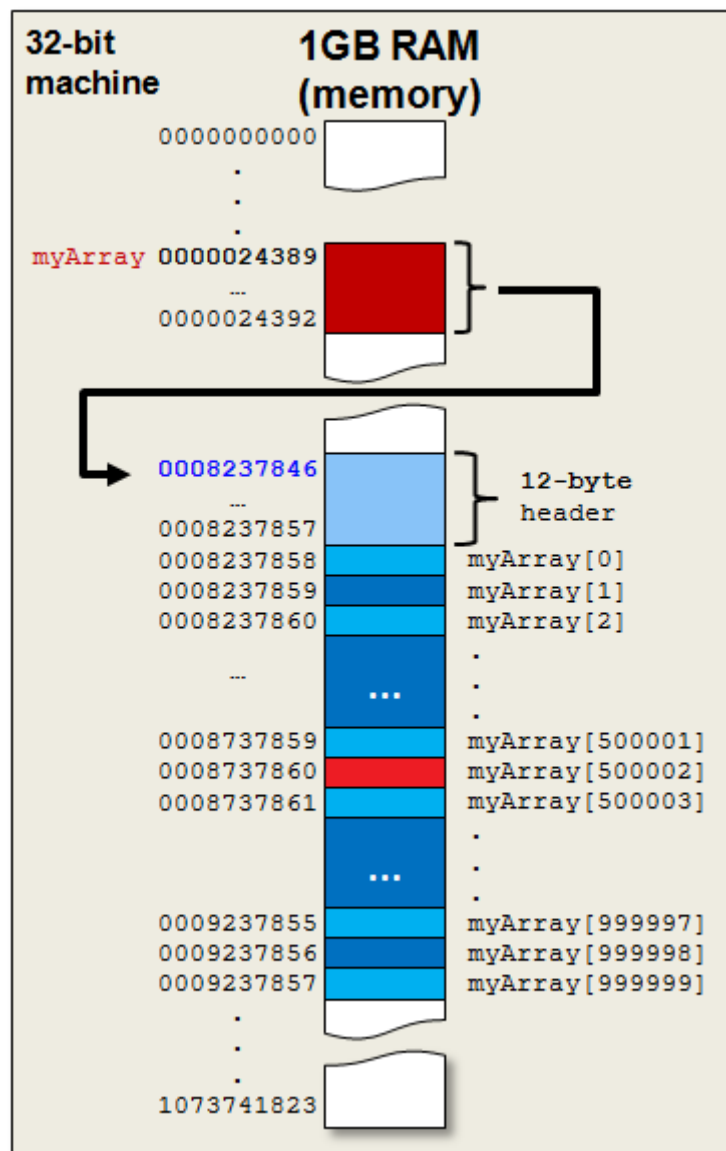 32-bit machine
1GB RAM (memory)
0000000000
.
.
.
myArray 0000024389
…
0000024392
0008237846
…
0008237857
12-byte header
0008237858 myArray[0]
0008237859 myArray[1]
0008237860 myArray[2]
… ... .
.
.
0008737859 myArray[500001]
0008737860 myArray[500002]
0008737861 myArray[500003]
... .
.
.
0009237855 myArray[999997]
0009237856 myArray[999998]
0009237857 myArray[999999]
.
.
.
1073741823